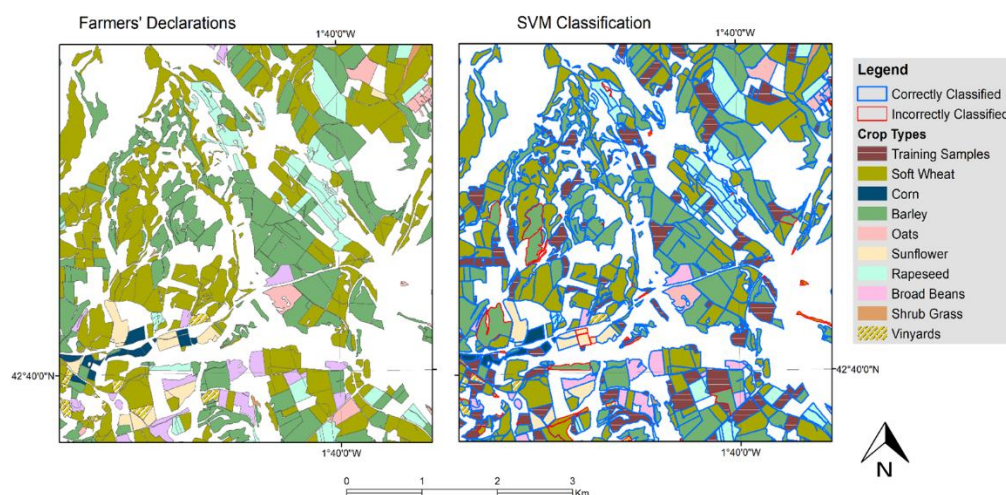 Farmers' Declarations
SVM Classification
1°40'0"W
1°40'0"W
Legend
Correctly Classified
Incorrectly Classified
Crop Types
Training Samples
Soft Wheat
Corn
Barley
Oats
Sunflower
Rapeseed
Broad Beans
Shrub Grass
Vinyards
42°40'0"N
42°40'0"N
1°40'0"W
1°40'0"W
0 1 2 3
Km
N